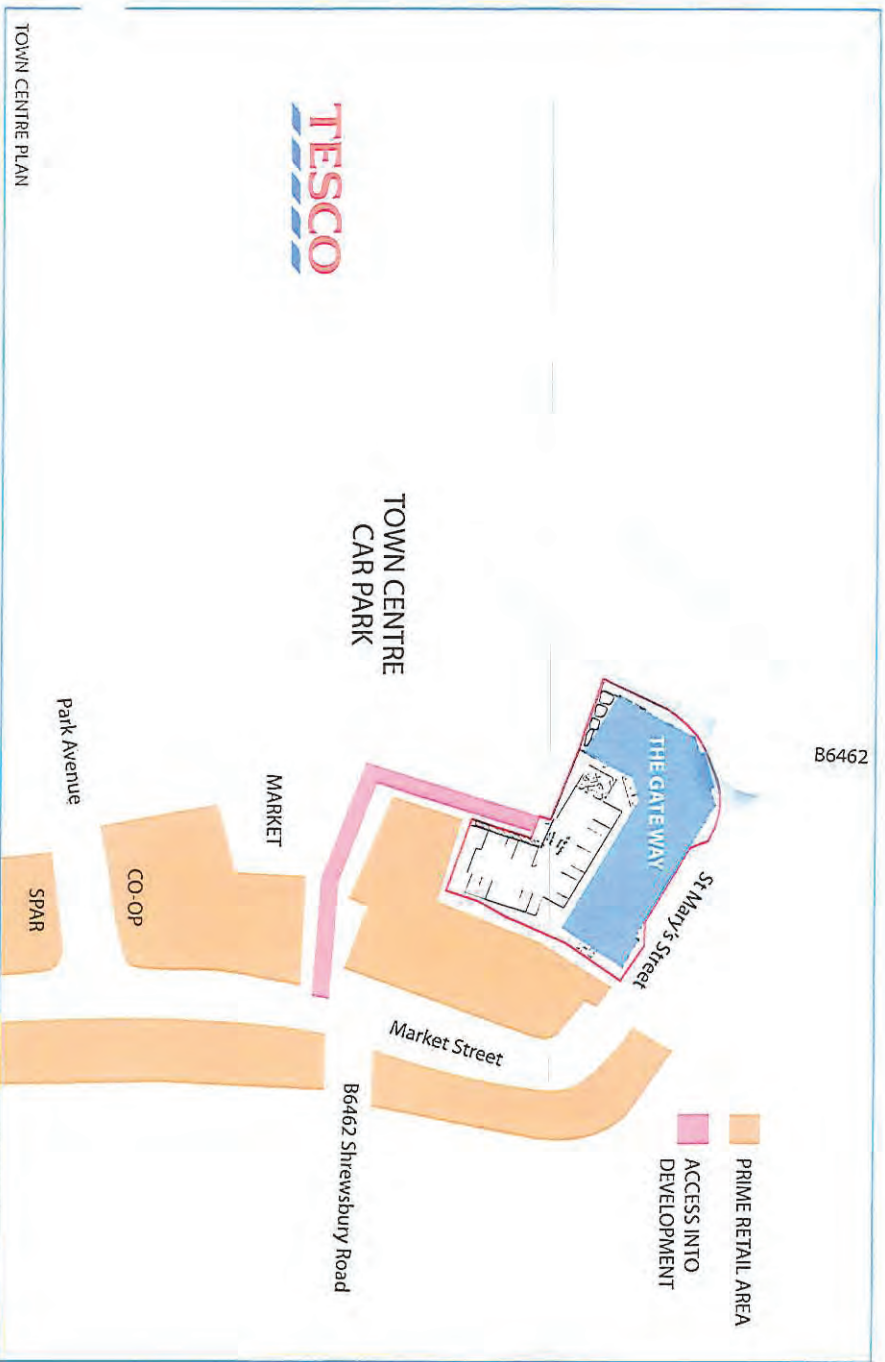 B6462
THE GATEWAY
St Mary's Street
PRIME RETAIL AREA
ACCESS INTO
DEVELOPMENT
TESCO
TOWN CENTRE
CAR PARK
Market Street
B6462 Shrewsbury Road
MARKET
CO-OP
Park Avenue
SPAR
TOWN CENTRE PLAN